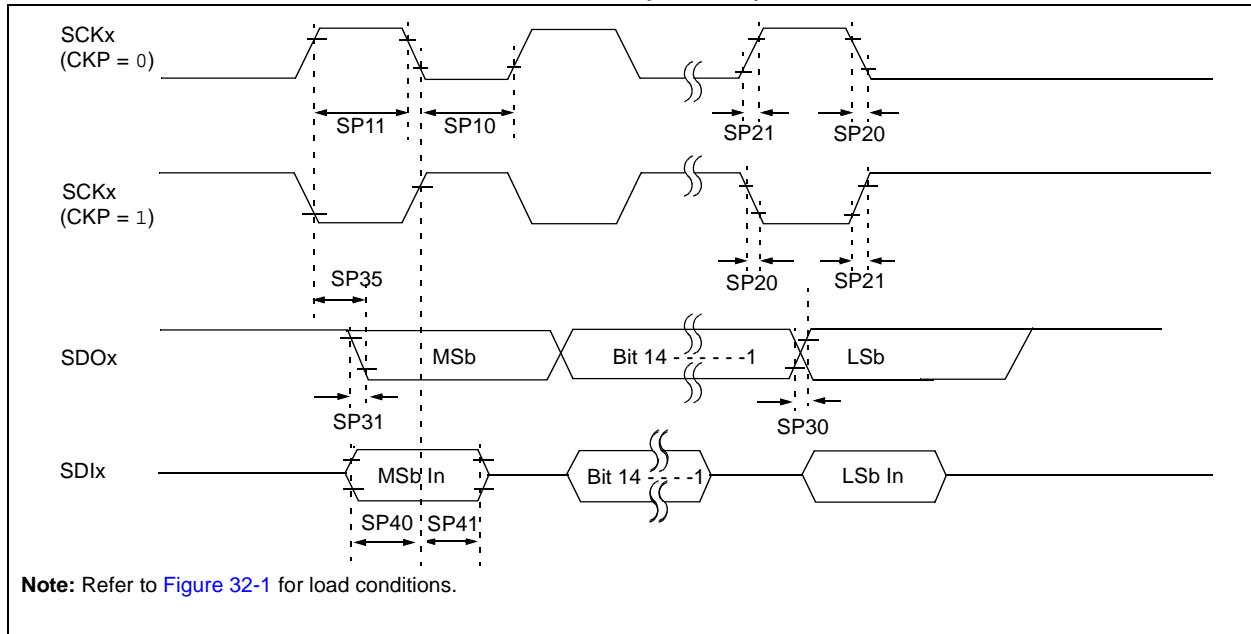 SCKx
(CKP = 0)
SP11
SP10
SP21
SP20
SCKx
(CKP = 1)
SP35
SP20
SP21
SDOx
MSb
Bit 14 - - - - - -1
LSb
SP31
SP30
SDIx
MSb In
Bit 14 - - - -1
LSb In
SP40
SP41
Note: Refer to Figure 32-1 for load conditions.